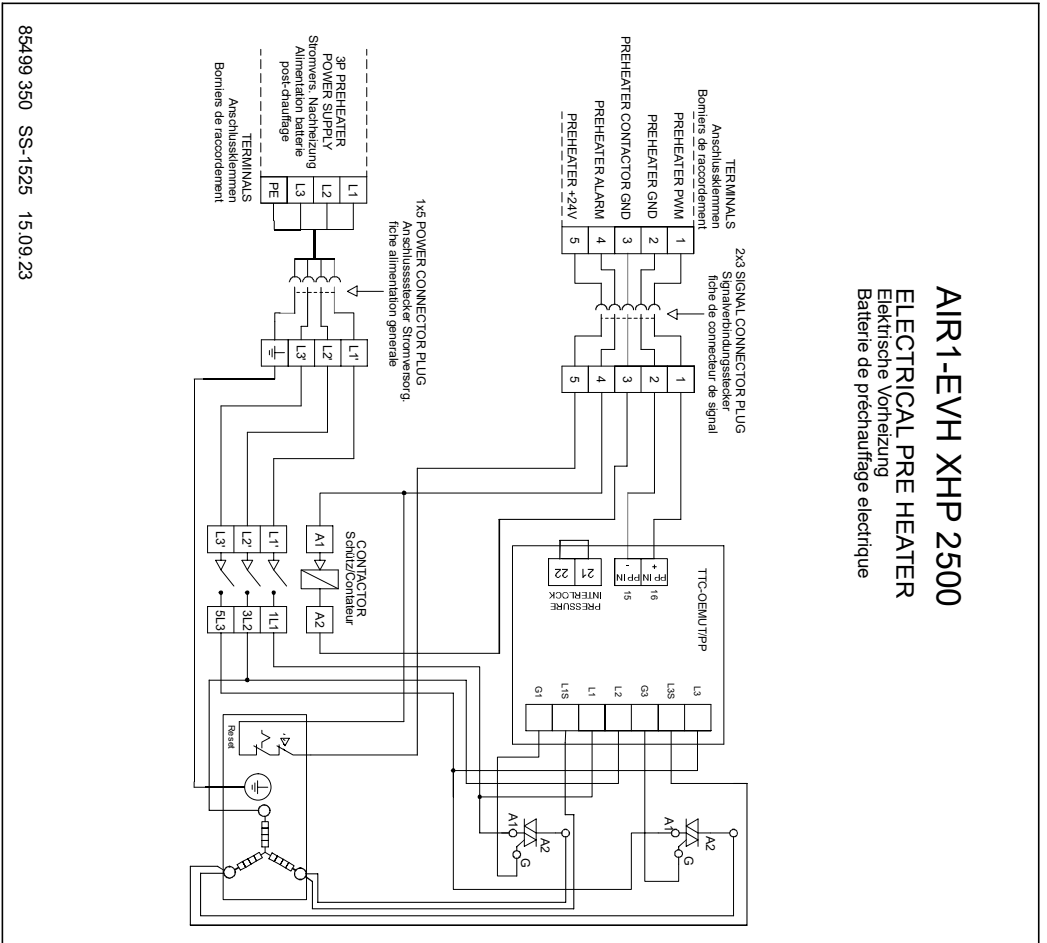 AIR1-EVH XHP 2500
ELECTRICAL PRE HEATER
Elektrische Vorheizung
Batterie de préchauffage electrique
TERMINALS
Anschlussklemmen
Borniers de raccordement
PREHEATER PWM
PREHEATER GND
PREHEATER CONTACTOR GND
PREHEATER ALARM
PREHEATER +24V
1
2
3
4
5
2x3 SIGNAL CONNECTOR PLUG
Signalverbindungsstecker
fiche de connecteur de signal
1
2
3
4
5
TTC-OEMUT/PP
+ PP IN 16
- PP IN 15
21
22
PRESSURE
INTERLOCK
L3
L3S
G3
L2
L1
L1S
G1
A1
A2
G
A1
A2
G
3P PREHEATER
POWER SUPPLY
Stromvers. Nachheizung
Alimentation batterie
post-chauffage
L1
L2
L3
PE
TERMINALS
Anschlussklemmen
Borniers de raccordement
1x5 POWER CONNECTOR PLUG
Anschlusssstecker Stromversorg.
fiche alimentation generale
L1'
L2'
L3'
CONTACTOR
Schütz/Contateur
A1
A2
L1'
L2'
L3'
1L1
3L2
5L3
Reset
85499 350 SS-1525 15.09.23